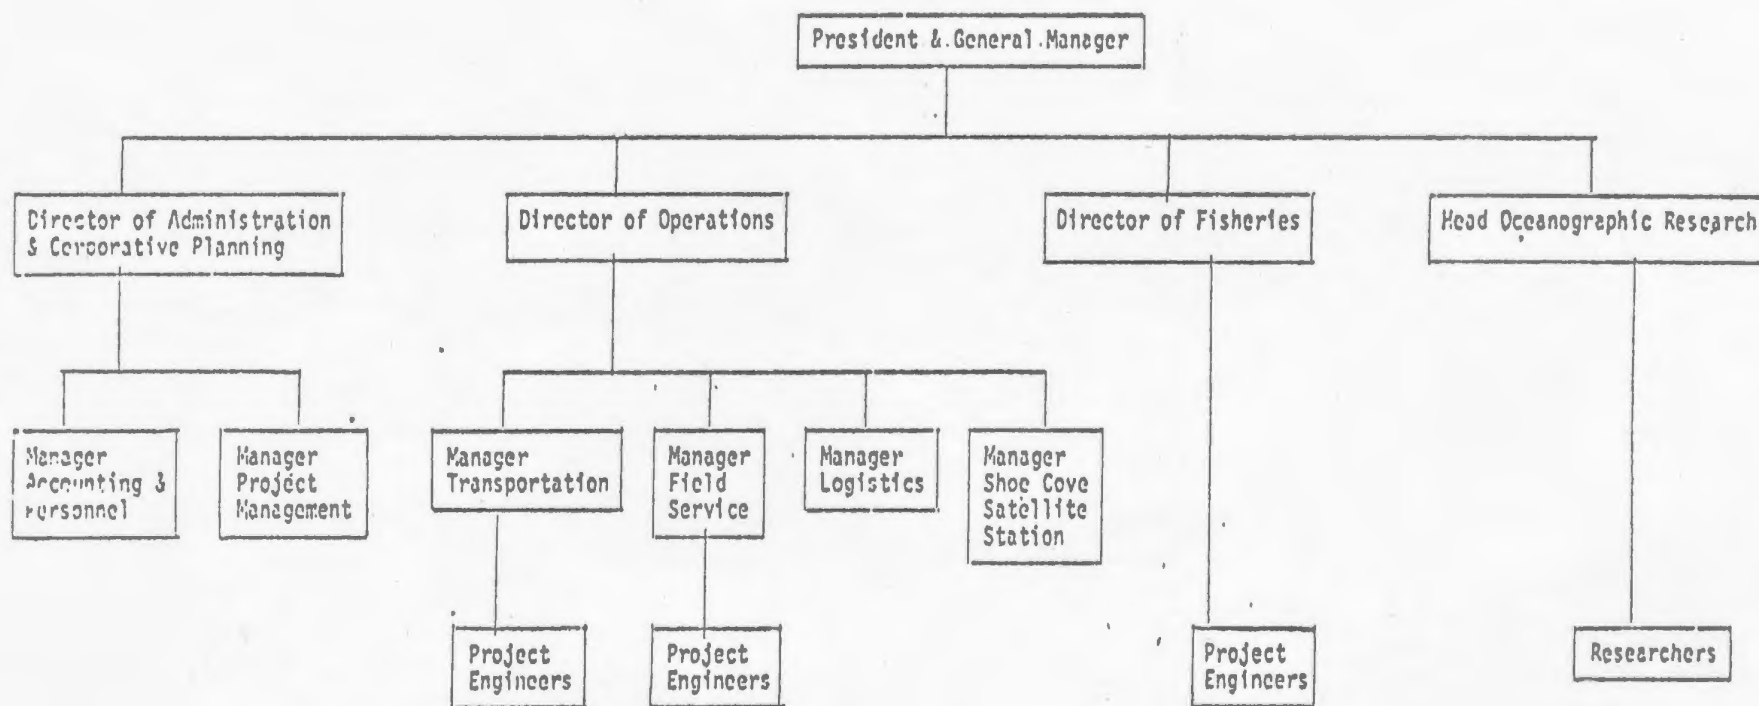 President & General Manager
Director of Administration
& Corporative Planning
Director of Operations
Director of Fisheries
Head Oceanographic Research
Manager
Accounting &
Personnel
Manager
Project
Management
Manager
Transportation
Manager
Field
Service
Manager
Logistics
Manager
Shoe Cove
Satellite
Station
Project
Engineers
Project
Engineers
Project
Engineers
Researchers